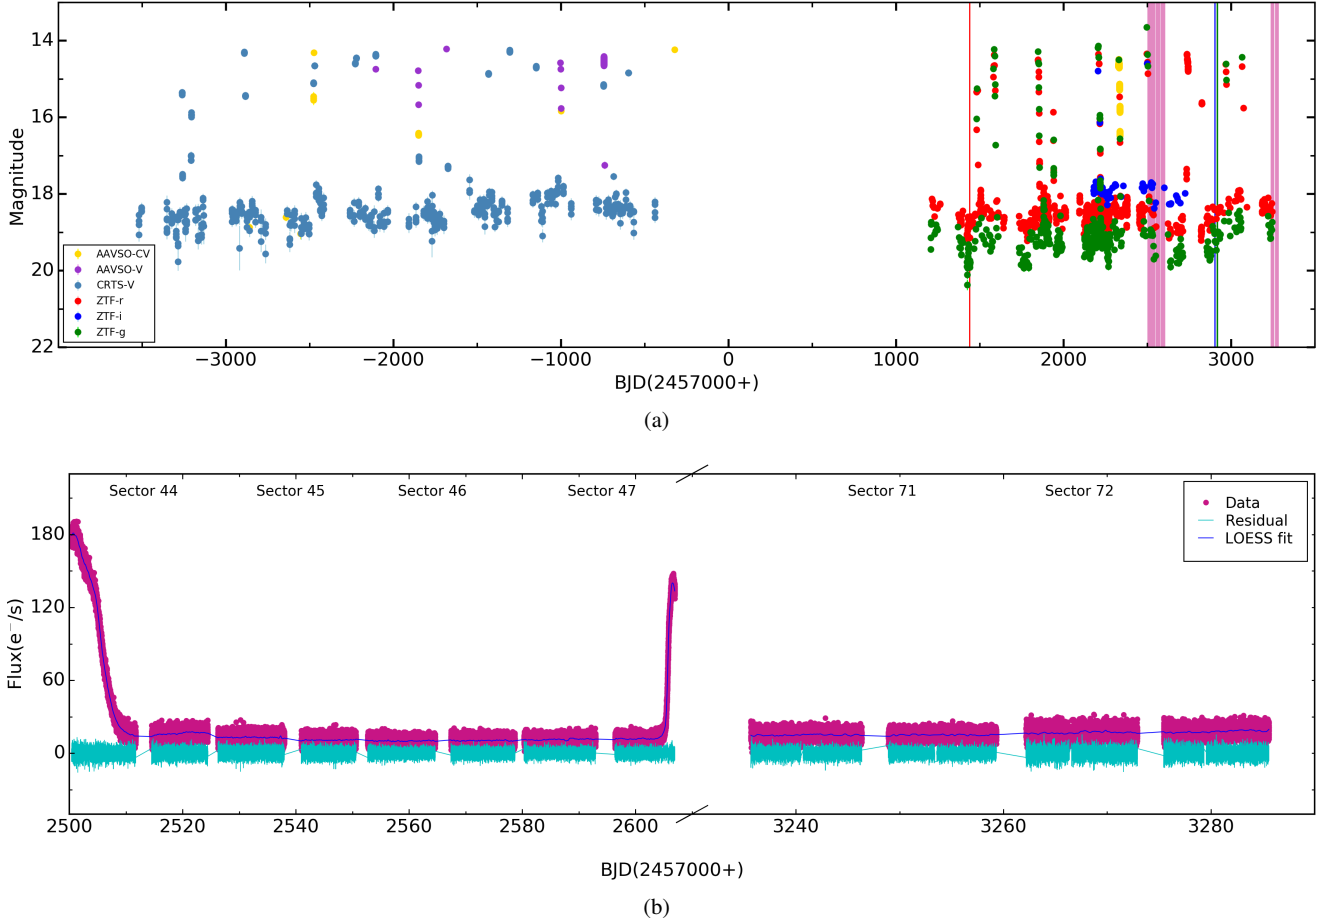 14
16
18
20
22
Magnitude
AAVSO-CV
AAVSO-V
CRTS-V
ZTF-r
ZTF-i
ZTF-g
−3000 −2000 −1000 0 1000 2000 3000
BJD(2457000+)
(a)
Sector 44 Sector 45 Sector 46 Sector 47 Sector 71 Sector 72
Data
Residual
LOESS fit
180
120
60
0
Flux(e⁻/s)
2500 2520 2540 2560 2580 2600 3240 3260 3280
BJD(2457000+)
(b)